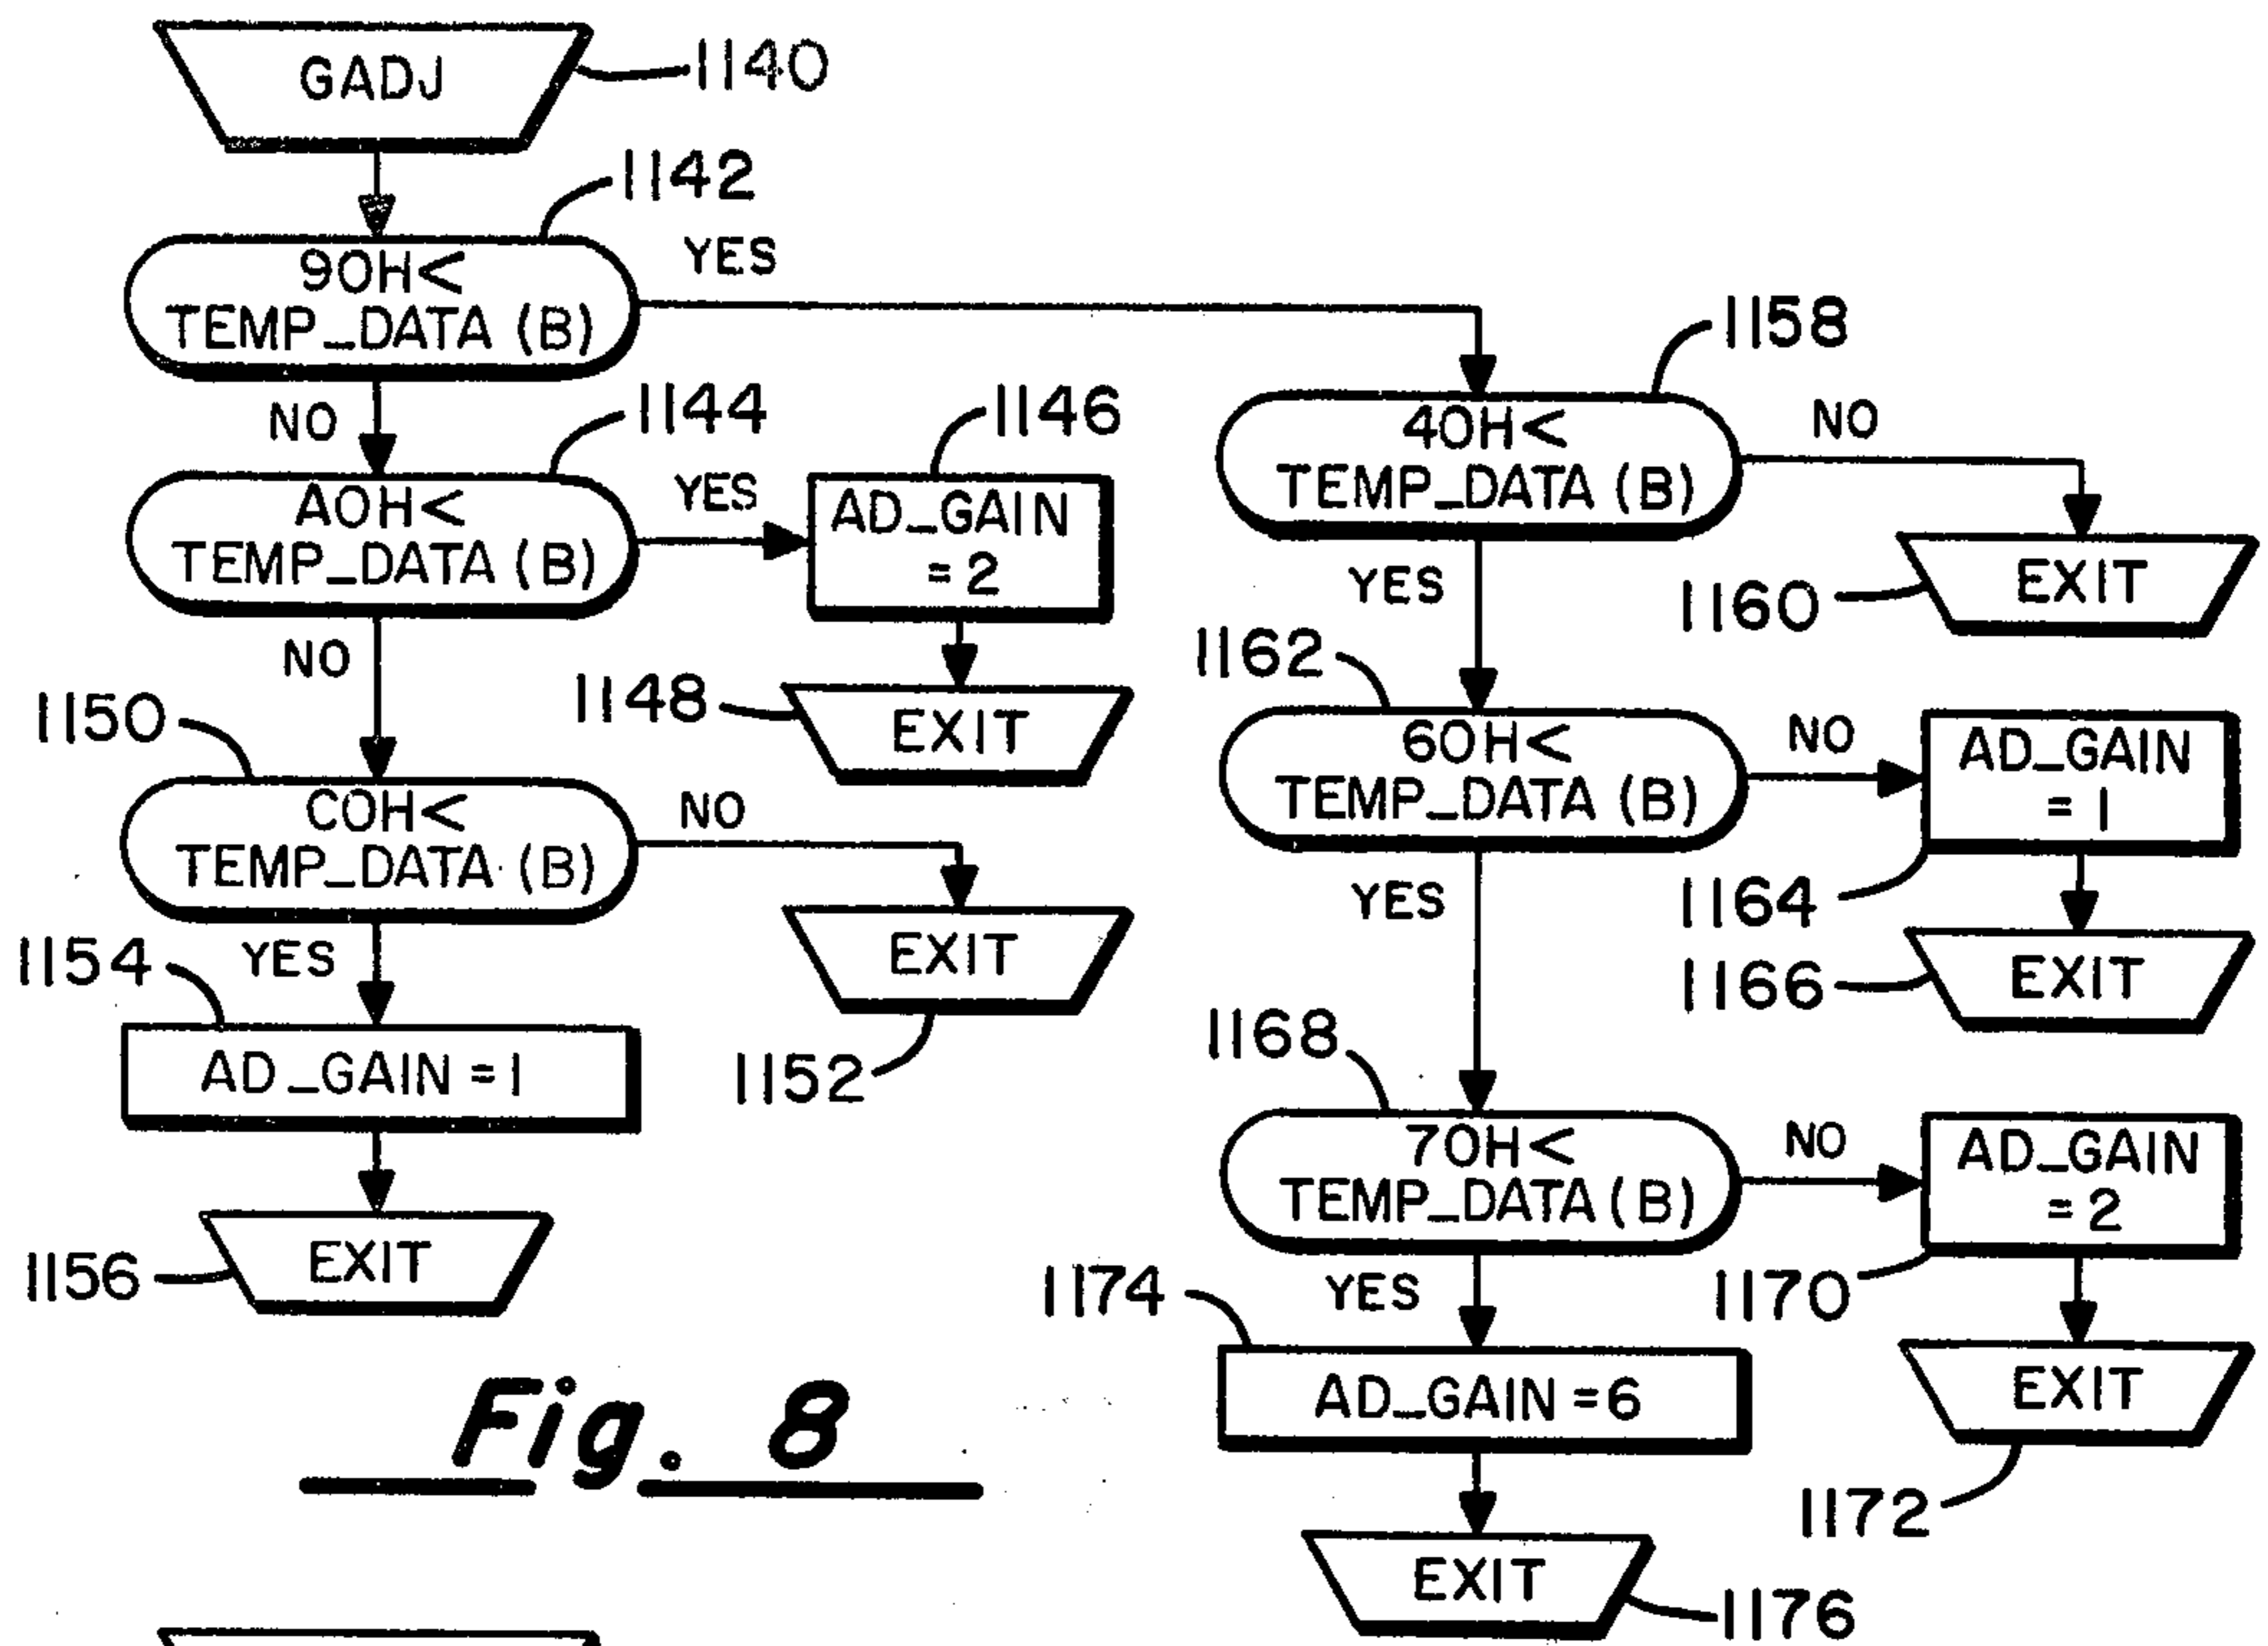 GADJ
1140
1142
90H<
TEMP_DATA (B)
YES
NO
1144
A0H<
TEMP_DATA (B)
YES
1146
AD_GAIN
=2
1148
EXIT
NO
1150
C0H<
TEMP_DATA (B)
NO
EXIT
1152
YES
1154
AD_GAIN =1
1156
EXIT
1158
40H<
TEMP_DATA (B)
NO
1160
EXIT
YES
1162
60H<
TEMP_DATA (B)
NO
AD_GAIN
= 1
1164
1166
EXIT
YES
1168
70H<
TEMP_DATA (B)
NO
AD_GAIN
=2
1170
EXIT
1172
YES
1174
AD_GAIN =6
EXIT
1176
Fig. 8